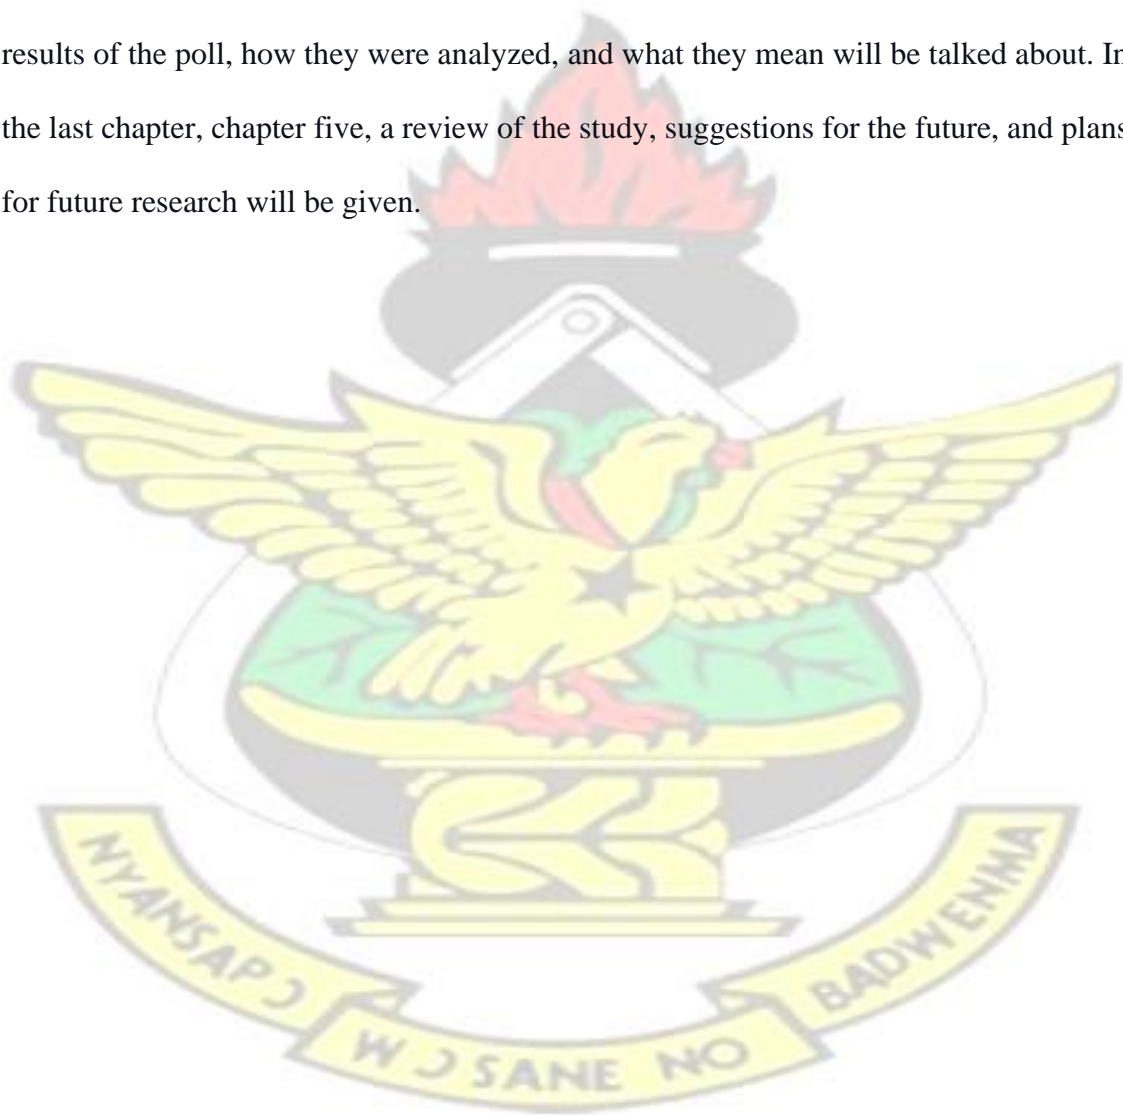 results of the poll, how they were analyzed, and what they mean will be talked about. In
the last chapter, chapter five, a review of the study, suggestions for the future, and plans
for future research will be given.
NYANSAPƆ
WƆSANE NO
BADWENMA